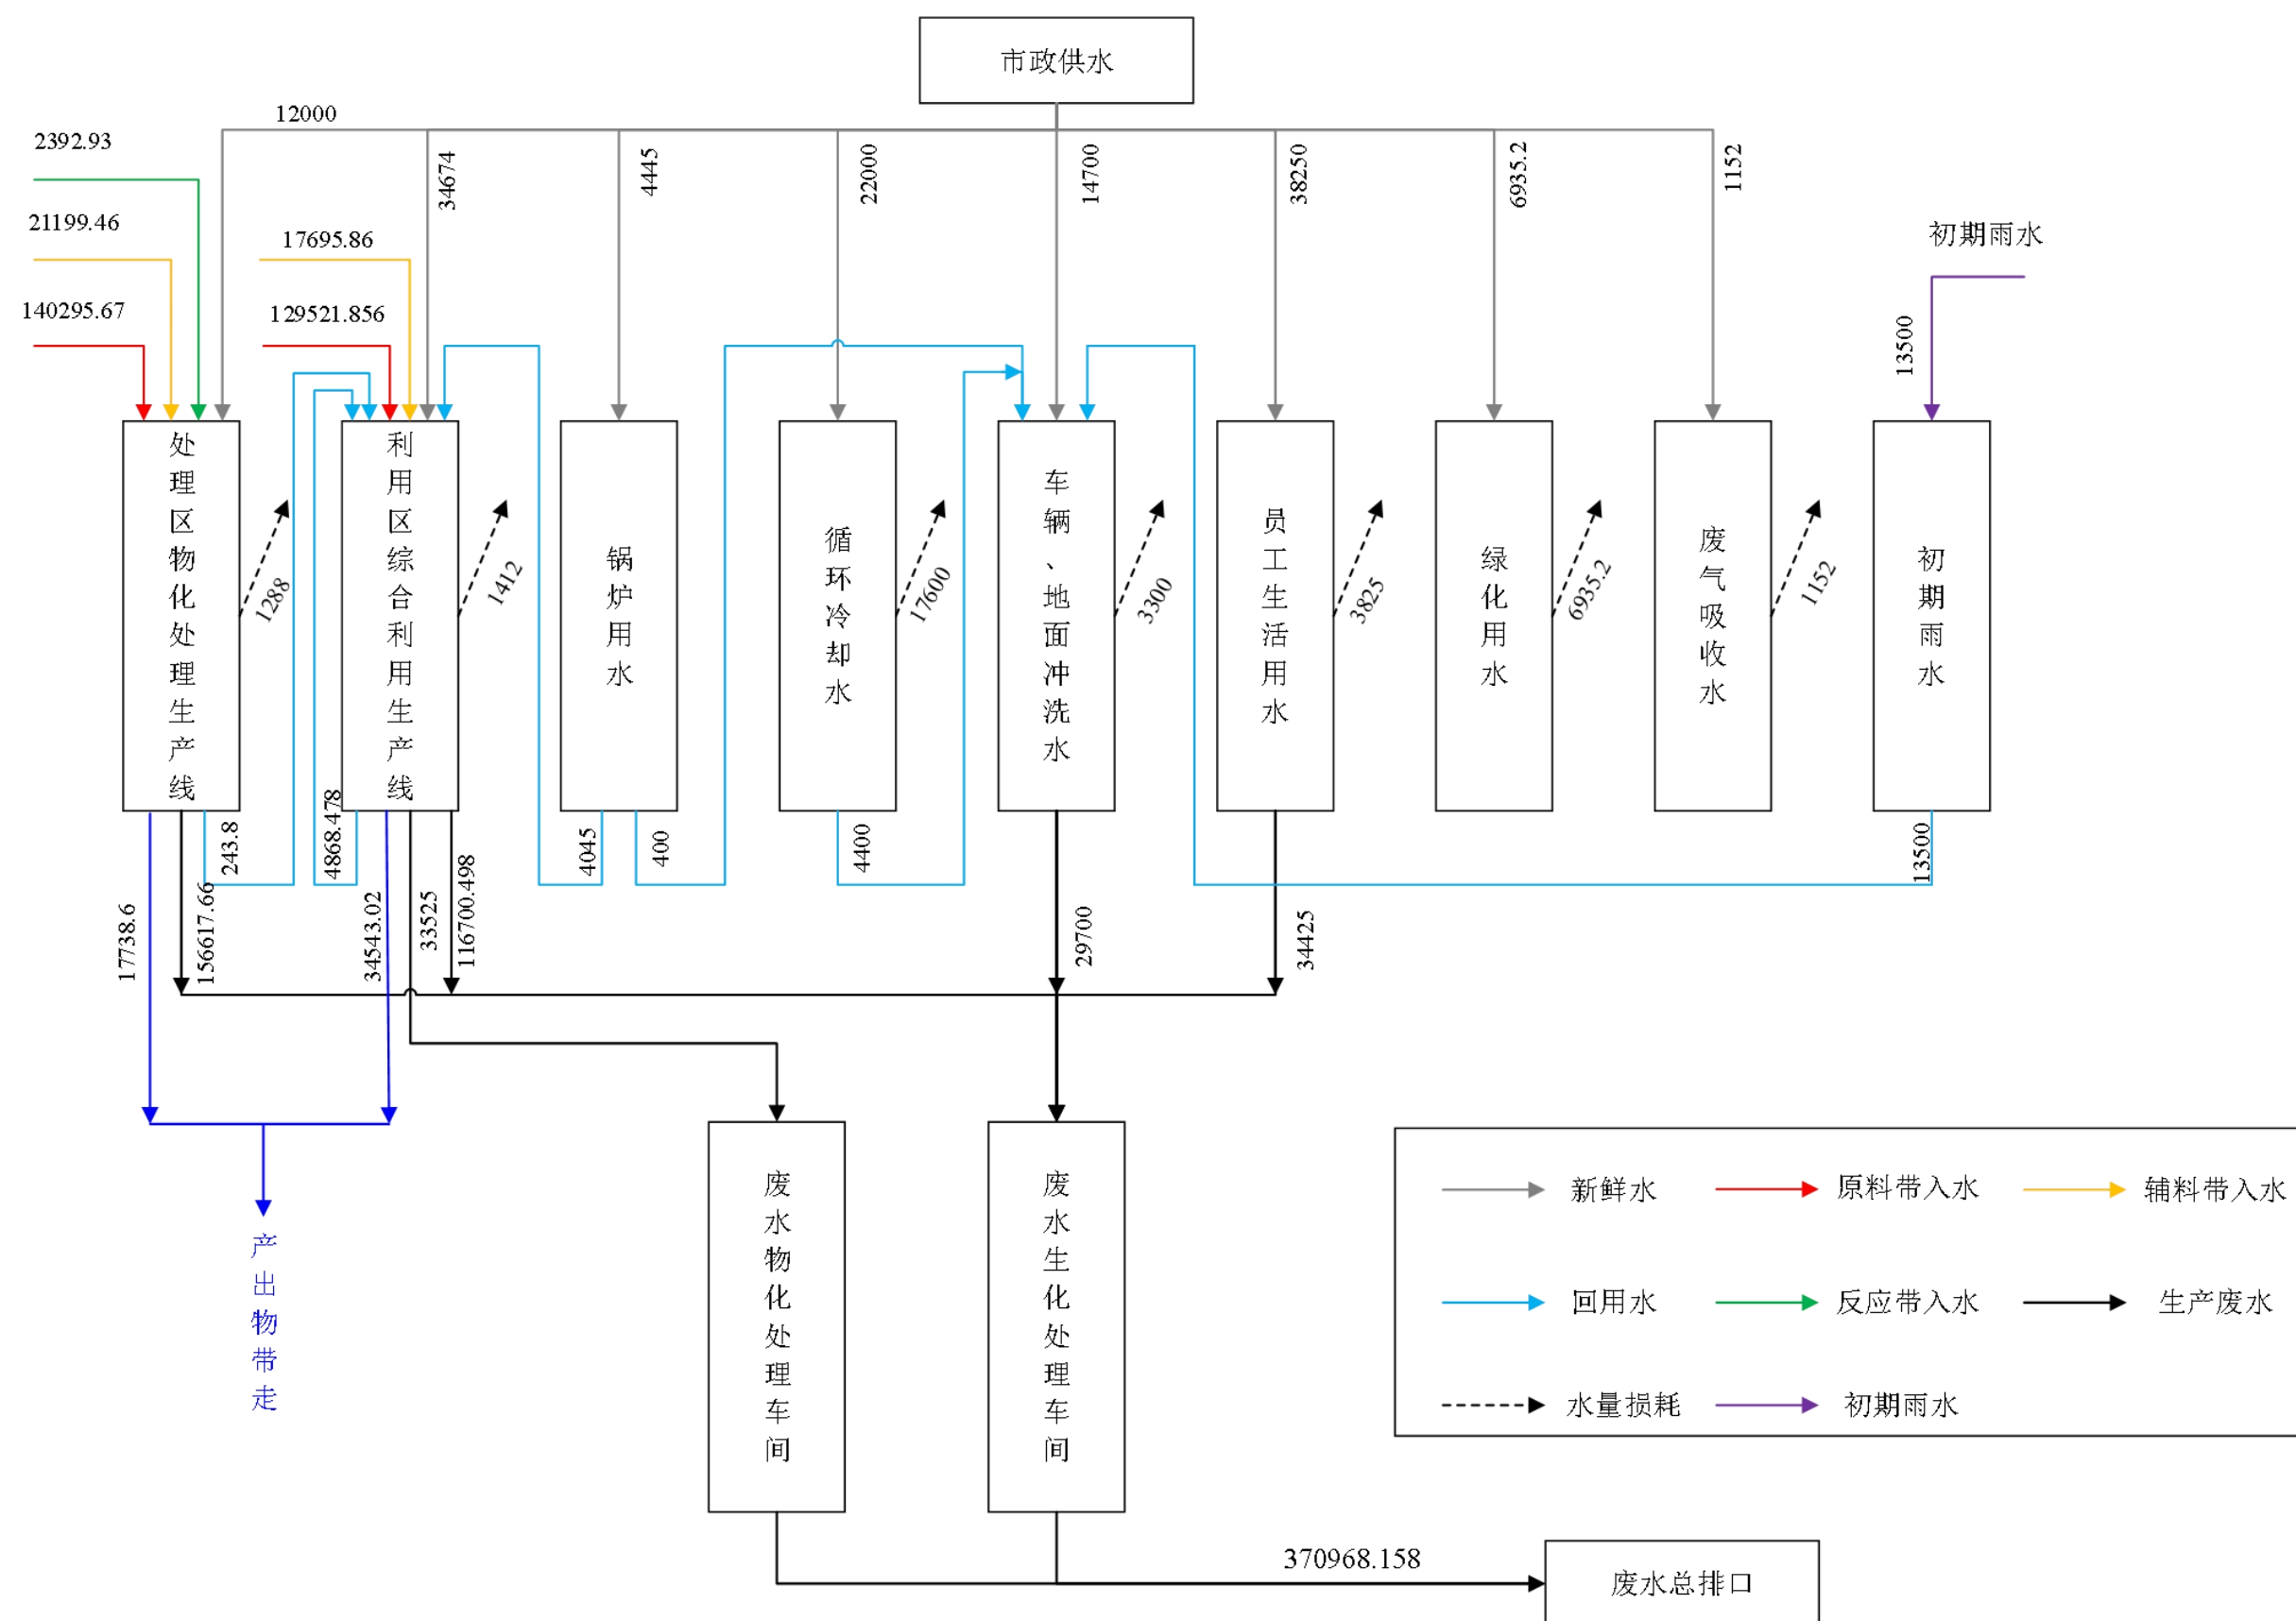 市政供水
12000
2392.93
34674
4445
22000
14700
38250
6935.2
1152
21199.46
17695.86
初期雨水
140295.67
129521.856
13500
处理区物化处理生产线
利用区综合利用生产线
锅炉用水
循环冷却水
车辆、地面冲洗水
员工生活用水
绿化用水
废气吸收水
初期雨水
1288
1412
17600
3300
3825
6935.2
1152
243.8
4868.478
4045
400
4400
13500
17738.6
156617.66
34543.02
33525
116700.498
29700
34425
产出物带走
废水物化处理车间
废水生化处理车间
新鲜水
原料带入水
辅料带入水
回用水
反应带入水
生产废水
水量损耗
初期雨水
370968.158
废水总排口